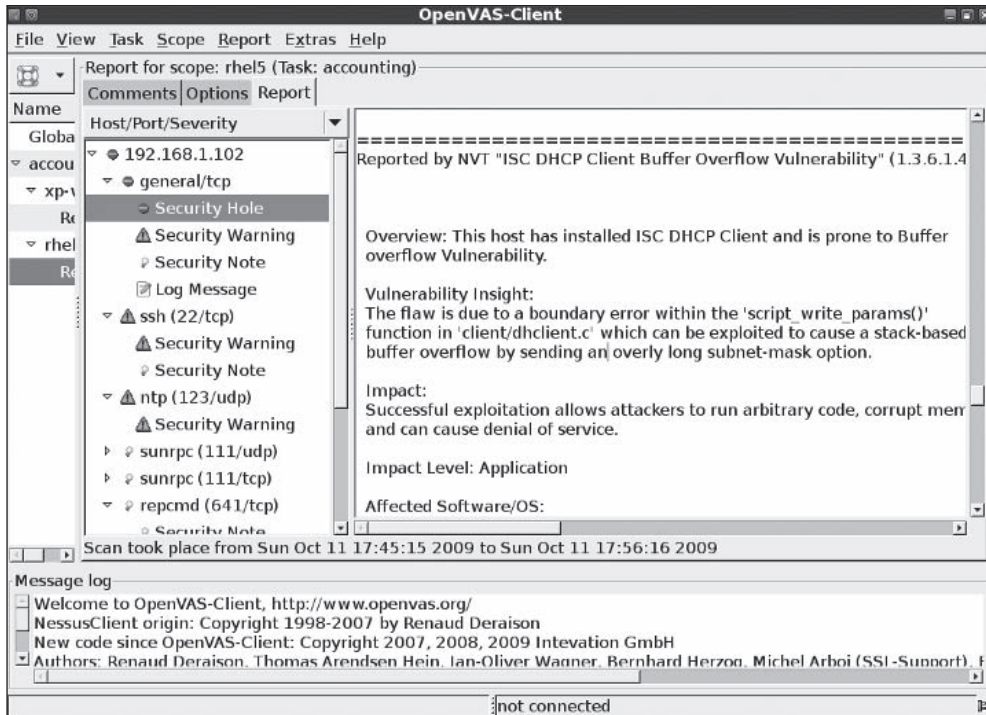 OpenVAS-Client
File View Task Scope Report Extras Help
Report for scope: rhel5 (Task: accounting)
Comments Options Report
Name
Globa
accou
xp-v
Re
rhel
Re
Host/Port/Severity
192.168.1.102
general/tcp
Security Hole
Security Warning
Security Note
Log Message
ssh (22/tcp)
Security Warning
Security Note
ntp (123/udp)
Security Warning
sunrpc (111/udp)
sunrpc (111/tcp)
repcmd (641/tcp)
Security Note
==============================================
Reported by NVT "ISC DHCP Client Buffer Overflow Vulnerability" (1.3.6.1.4
Overview: This host has installed ISC DHCP Client and is prone to Buffer
overflow Vulnerability.
Vulnerability Insight:
The flaw is due to a boundary error within the 'script_write_params()'
function in 'client/dhclient.c' which can be exploited to cause a stack-based
buffer overflow by sending an overly long subnet-mask option.
Impact:
Successful exploitation allows attackers to run arbitrary code, corrupt mem
and can cause denial of service.
Impact Level: Application
Affected Software/OS:
Scan took place from Sun Oct 11 17:45:15 2009 to Sun Oct 11 17:56:16 2009
Message log
Welcome to OpenVAS-Client, http://www.openvas.org/
NessusClient origin: Copyright 1998-2007 by Renaud Deraison
New code since OpenVAS-Client: Copyright 2007, 2008, 2009 Intevation GmbH
Authors: Renaud Deraison, Thomas Arendsen Hein, Jan-Oliver Wagner, Bernhard Herzog, Michel Arboi (SSL-Support), F
not connected